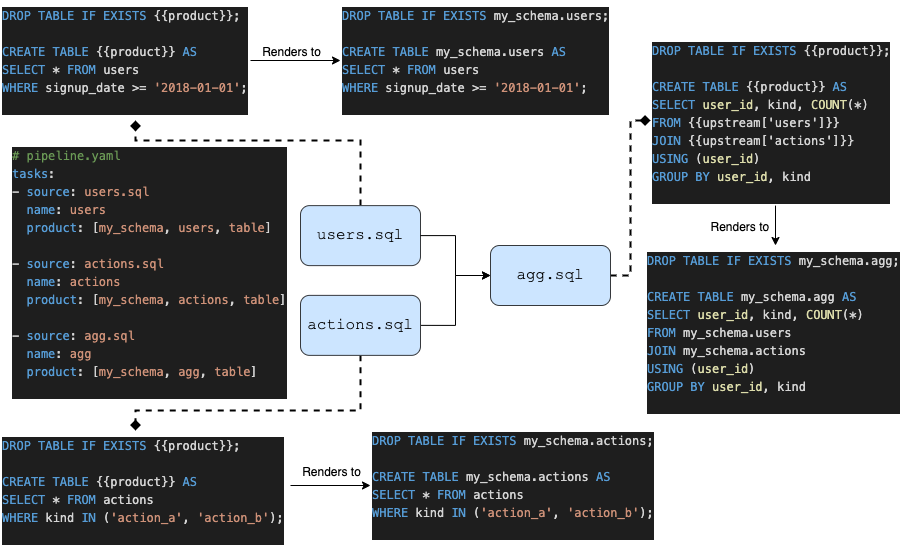 DROP TABLE IF EXISTS {{product}};
CREATE TABLE {{product}} AS
SELECT * FROM users
WHERE signup_date >= '2018-01-01';
Renders to
DROP TABLE IF EXISTS my_schema.users;
CREATE TABLE my_schema.users AS
SELECT * FROM users
WHERE signup_date >= '2018-01-01';
# pipeline.yaml
tasks:
- source: users.sql
  name: users
  product: [my_schema, users, table]
- source: actions.sql
  name: actions
  product: [my_schema, actions, table]
- source: agg.sql
  name: agg
  product: [my_schema, agg, table]
users.sql
actions.sql
agg.sql
DROP TABLE IF EXISTS {{product}};
CREATE TABLE {{product}} AS
SELECT user_id, kind, COUNT(*)
FROM {{upstream['users']}}
JOIN {{upstream['actions']}}
USING (user_id)
GROUP BY user_id, kind
Renders to
DROP TABLE IF EXISTS my_schema.agg;
CREATE TABLE my_schema.agg AS
SELECT user_id, kind, COUNT(*)
FROM my_schema.users
JOIN my_schema.actions
USING (user_id)
GROUP BY user_id, kind
DROP TABLE IF EXISTS {{product}};
CREATE TABLE {{product}} AS
SELECT * FROM actions
WHERE kind IN ('action_a', 'action_b');
Renders to
DROP TABLE IF EXISTS my_schema.actions;
CREATE TABLE my_schema.actions AS
SELECT * FROM actions
WHERE kind IN ('action_a', 'action_b');